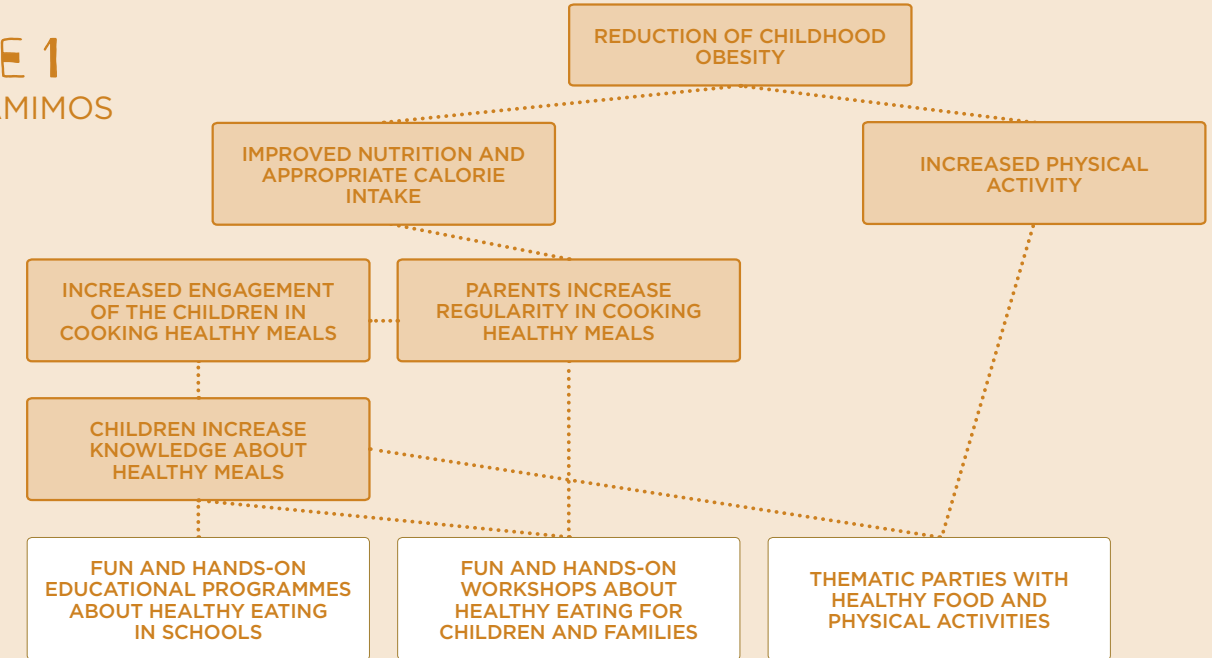 E 1
MIMOS
REDUCTION OF CHILDHOOD
OBESITY
IMPROVED NUTRITION AND
APPROPRIATE CALORIE
INTAKE
INCREASED PHYSICAL
ACTIVITY
INCREASED ENGAGEMENT
OF THE CHILDREN IN
COOKING HEALTHY MEALS
PARENTS INCREASE
REGULARITY IN COOKING
HEALTHY MEALS
CHILDREN INCREASE
KNOWLEDGE ABOUT
HEALTHY MEALS
FUN AND HANDS-ON
EDUCATIONAL PROGRAMMES
ABOUT HEALTHY EATING
IN SCHOOLS
FUN AND HANDS-ON
WORKSHOPS ABOUT
HEALTHY EATING FOR
CHILDREN AND FAMILIES
THEMATIC PARTIES WITH
HEALTHY FOOD AND
PHYSICAL ACTIVITIES